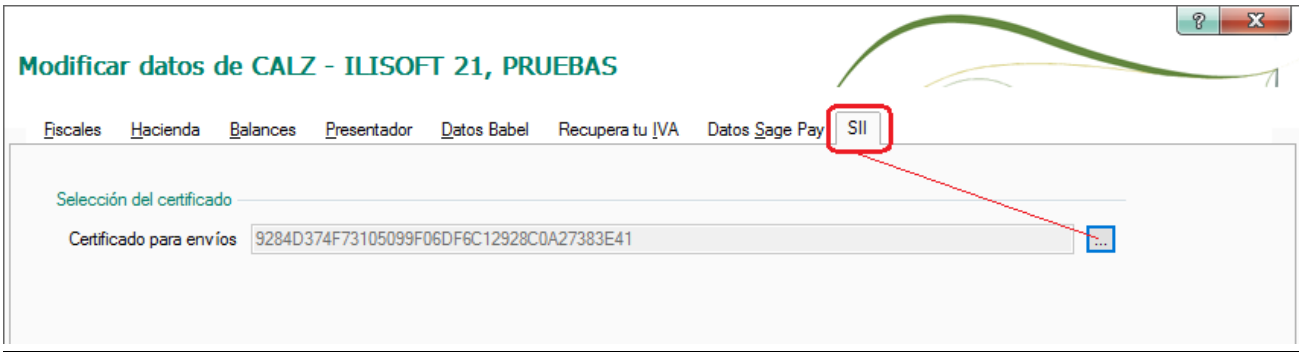 ?
Modificar datos de CALZ - ILISOFT 21, PRUEBAS
Fiscales Hacienda Balances Presentador Datos Babel Recupera tu IVA Datos Sage Pay SII
Selección del certificado
Certificado para envíos 9284D374F73105099F06DF6C12928C0A27383E41 ...